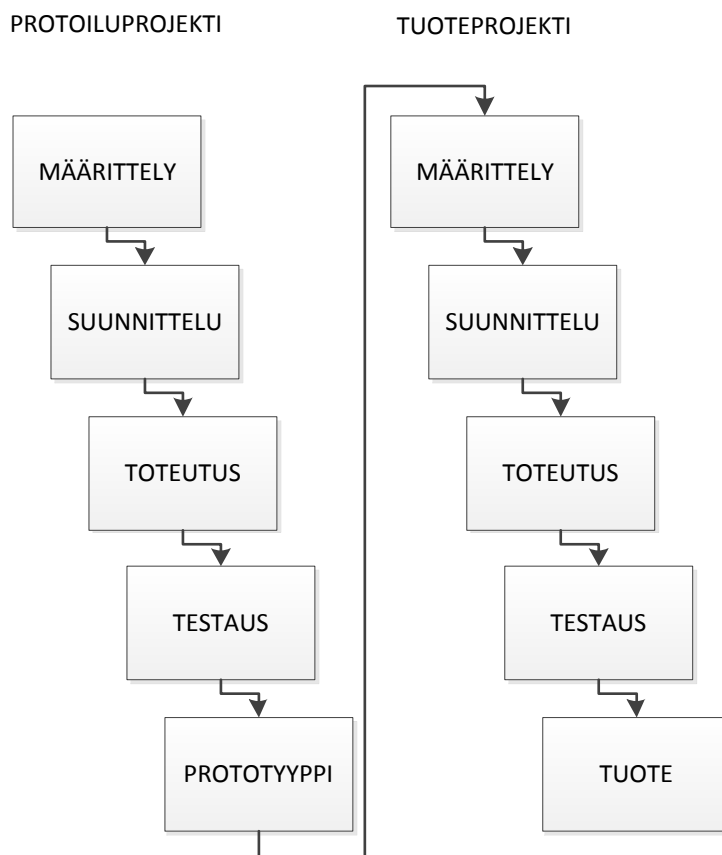 PROTOILUPROJEKTI
MÄÄRITTELY
SUUNNITTELU
TOTEUTUS
TESTAUS
PROTOTYYPPI
TUOTEPROJEKTI
MÄÄRITTELY
SUUNNITTELU
TOTEUTUS
TESTAUS
TUOTE